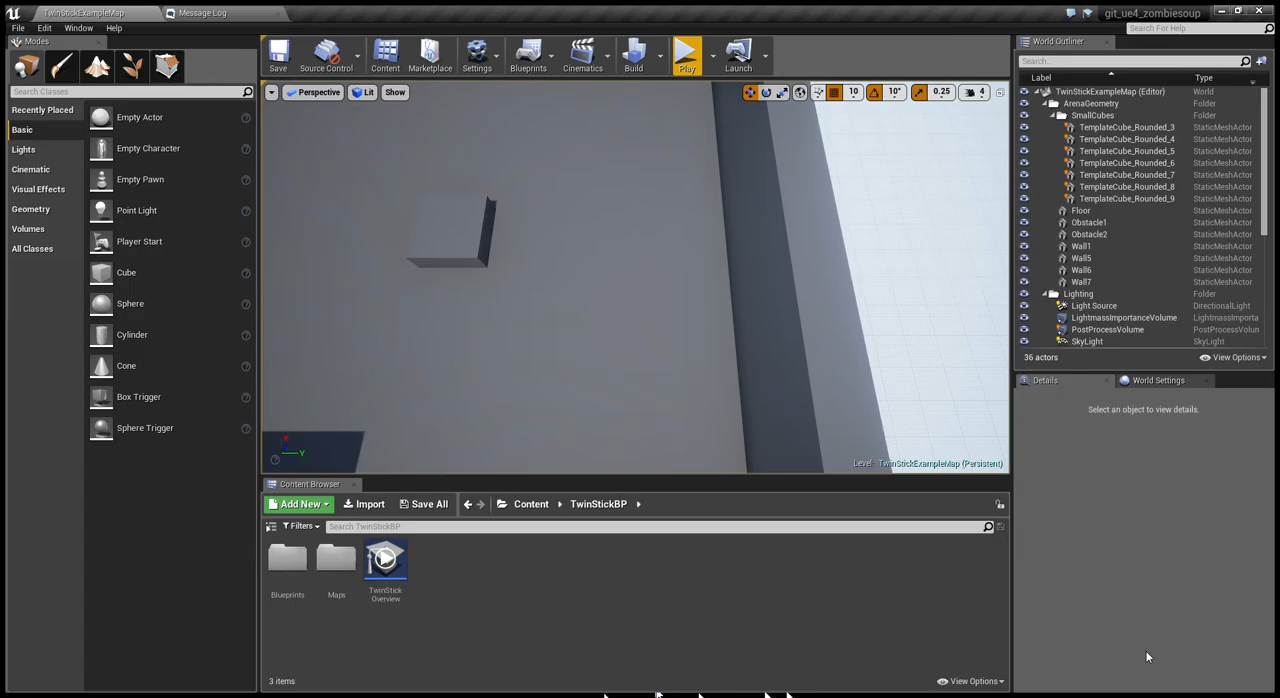 TwinStickExampleMap
Message Log
git_ue4_zombiesoup
File Edit Window Help
Search For Help
Modes
World Outliner
Save
Source Control
Content
Marketplace
Settings
Blueprints
Cinematics
Build
Play
Launch
Search Classes
Search...
Label Type
Recently Placed
Basic
Lights
Cinematic
Visual Effects
Geometry
Volumes
All Classes
Empty Actor
Empty Character
Empty Pawn
Point Light
Player Start
Cube
Sphere
Cylinder
Cone
Box Trigger
Sphere Trigger
Perspective Lit Show
10 10° 0.25 4
X
Y
Level: TwinStickExampleMap (Persistent)
TwinStickExampleMap (Editor) World
ArenaGeometry Folder
SmallCubes Folder
TemplateCube_Rounded_3 StaticMeshActor
TemplateCube_Rounded_4 StaticMeshActor
TemplateCube_Rounded_5 StaticMeshActor
TemplateCube_Rounded_6 StaticMeshActor
TemplateCube_Rounded_7 StaticMeshActor
TemplateCube_Rounded_8 StaticMeshActor
TemplateCube_Rounded_9 StaticMeshActor
Floor StaticMeshActor
Obstacle1 StaticMeshActor
Obstacle2 StaticMeshActor
Wall1 StaticMeshActor
Wall5 StaticMeshActor
Wall6 StaticMeshActor
Wall7 StaticMeshActor
Lighting Folder
Light Source DirectionalLight
LightmassImportanceVolume LightmassImporta
PostProcessVolume PostProcessVolun
SkyLight SkyLight
36 actors View Options
Details World Settings
Select an object to view details.
Content Browser
Add New Import Save All Content TwinStickBP
Filters Search TwinStickBP
Blueprints
Maps
TwinStick
Overview
3 items View Options